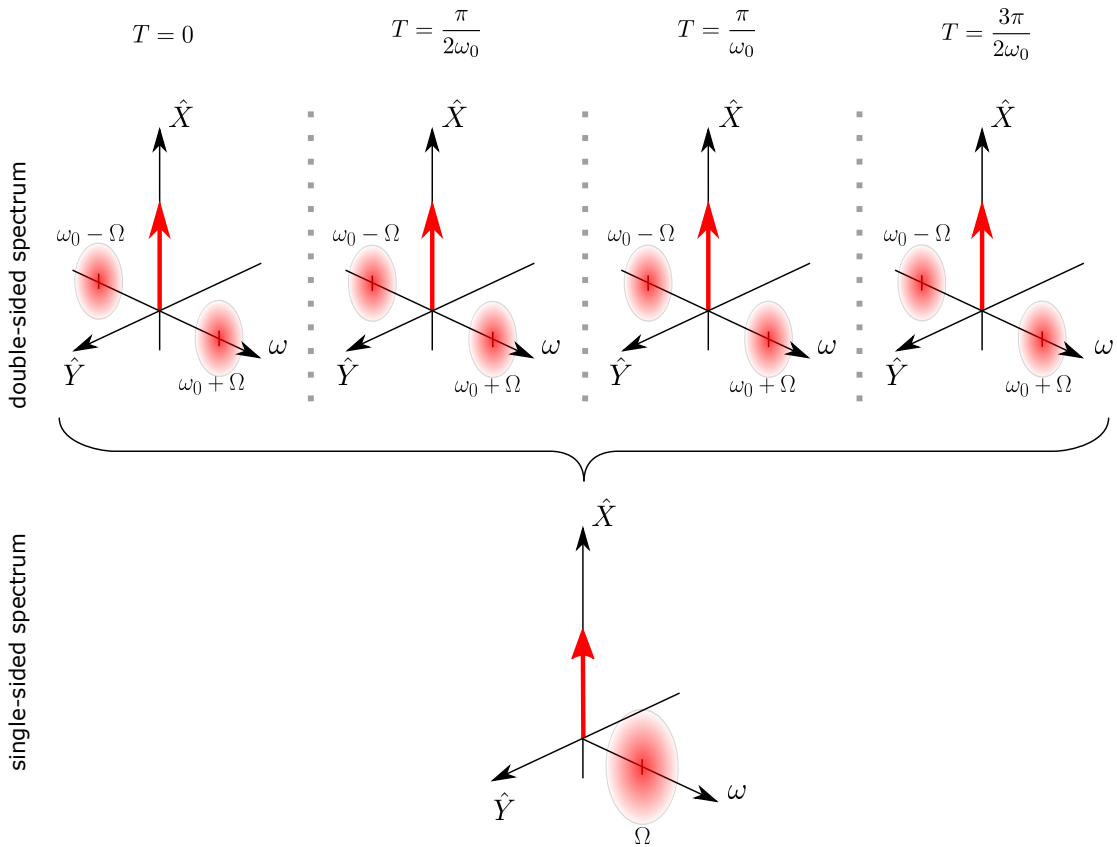 T = 0
T = π/2ω₀
T = π/ω₀
T = 3π/2ω₀
double-sided spectrum
X̂
ω₀ − Ω
Ŷ
ω
ω₀ + Ω
X̂
ω₀ − Ω
Ŷ
ω
ω₀ + Ω
X̂
ω₀ − Ω
Ŷ
ω
ω₀ + Ω
X̂
ω₀ − Ω
Ŷ
ω
ω₀ + Ω
single-sided spectrum
X̂
Ŷ
ω
Ω